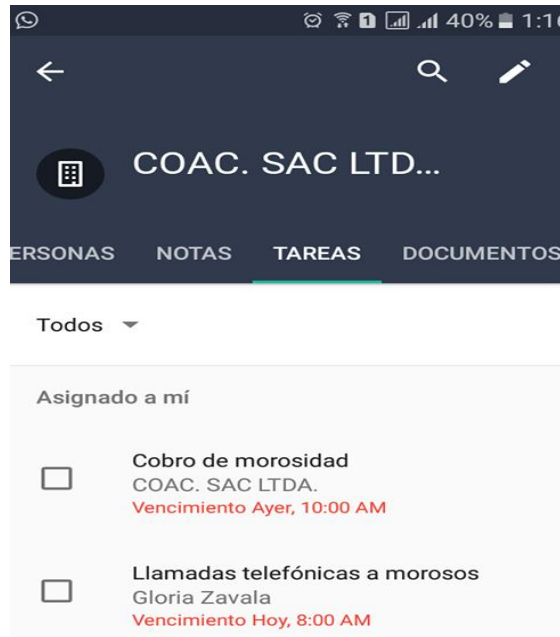 1 40% 1:16
COAC. SAC LTD...
ERSONAS NOTAS TAREAS DOCUMENTOS
Todos
Asignado a mí
Cobro de morosidad
COAC. SAC LTDA.
Vencimiento Ayer, 10:00 AM
Llamadas telefónicas a morosos
Gloria Zavala
Vencimiento Hoy, 8:00 AM